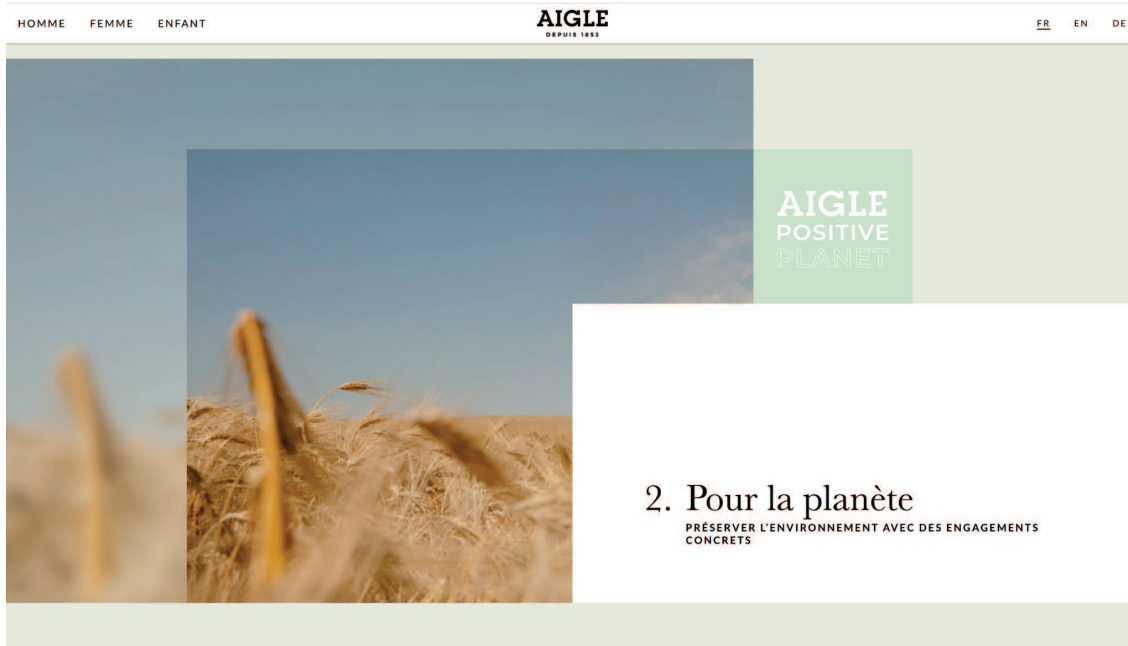 HOMME FEMME ENFANT
AIGLE
DEPUIS 1853
FR EN DE
AIGLE
POSITIVE
PLANET
2. Pour la planète
PRÉSERVER L'ENVIRONNEMENT AVEC DES ENGAGEMENTS
CONCRETS